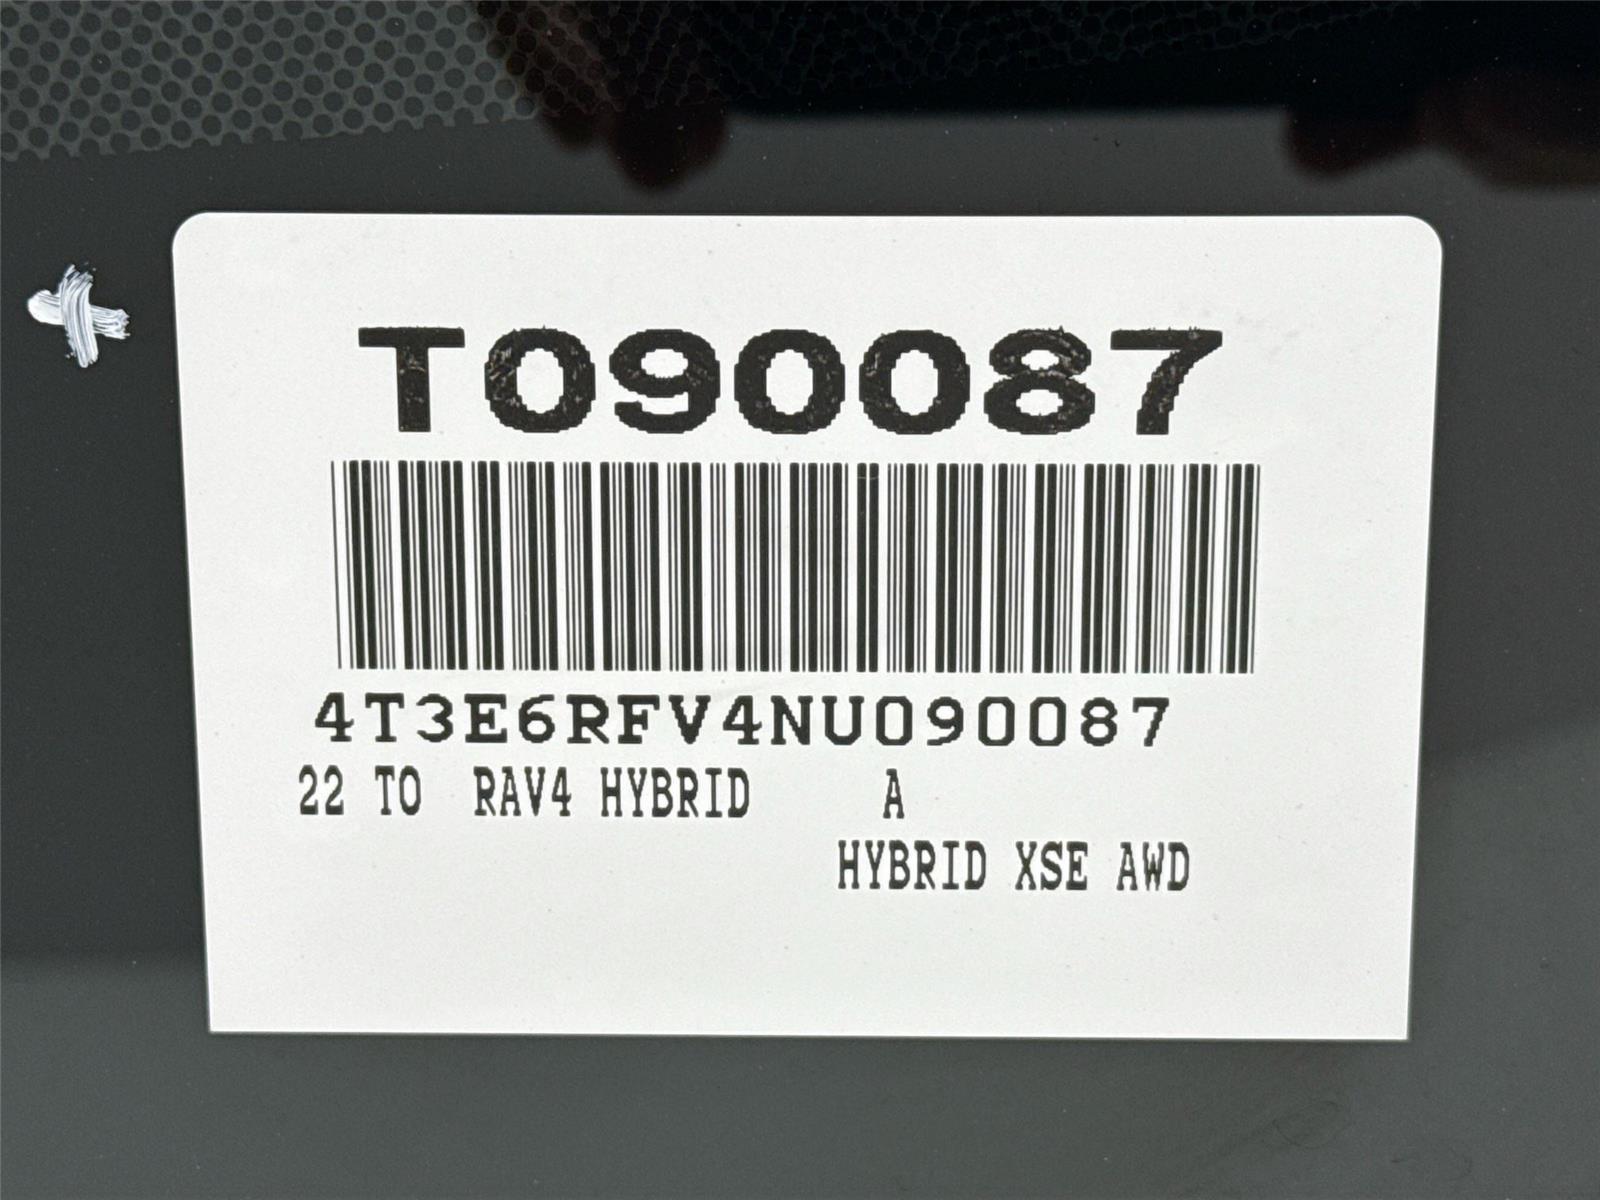 T090087
4T3E6RFV4NU090087
22 TO RAV4 HYBRID A
HYBRID XSE AWD